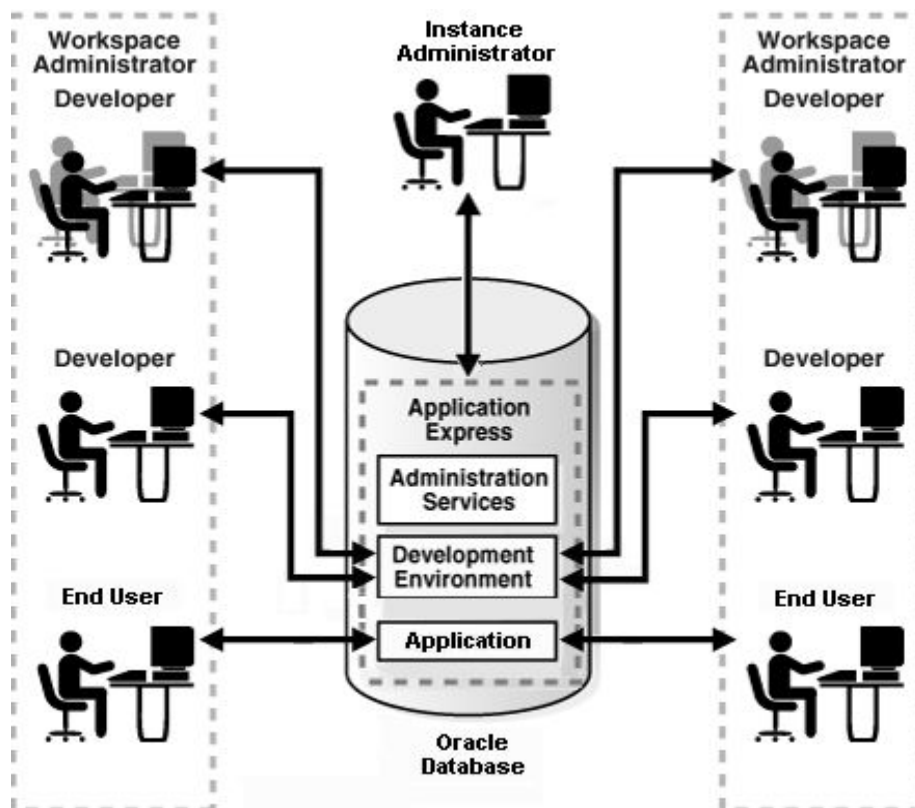 Workspace
Administrator
Developer
Developer
End User
Instance
Administrator
Application
Express
Administration
Services
Development
Environment
Application
Oracle
Database
Workspace
Administrator
Developer
Developer
End User